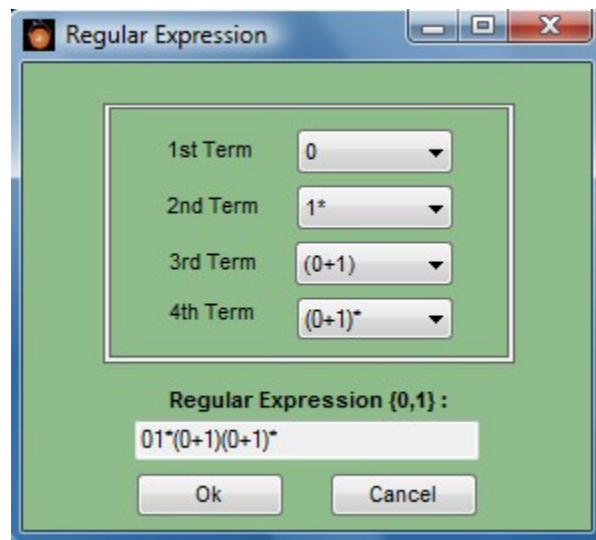 Regular Expression
1st Term 0
2nd Term 1*
3rd Term (0+1)
4th Term (0+1)*
Regular Expression {0,1} :
01*(0+1)(0+1)*
Ok Cancel